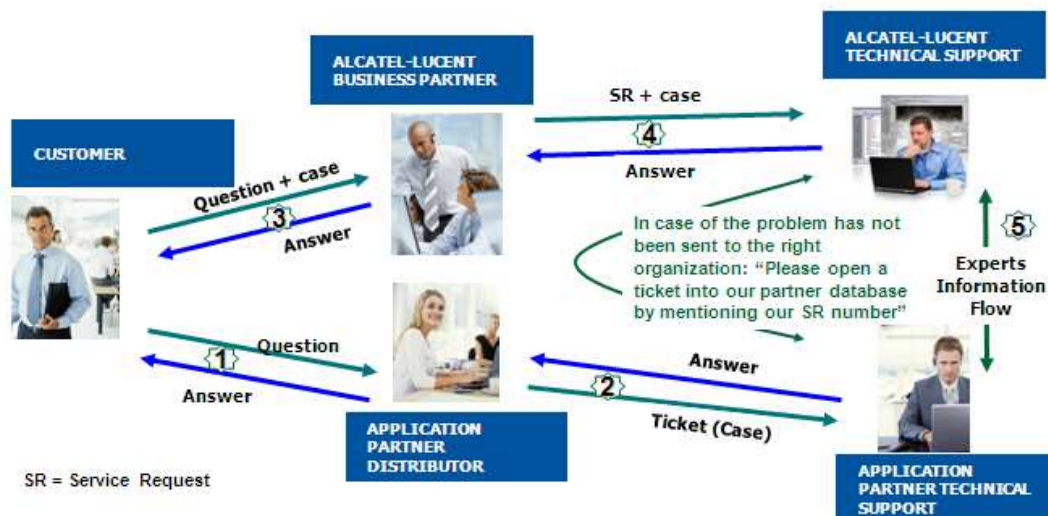 ALCATEL-LUCENT
TECHNICAL SUPPORT
ALCATEL-LUCENT
BUSINESS PARTNER
SR + case
4
Answer
CUSTOMER
Question + case
3
Answer
In case of the problem has not
been sent to the right
organization: “Please open a
ticket into our partner database
by mentioning our SR number”
5
Experts
Information
Flow
Question
1
Answer
Answer
2
Ticket (Case)
APPLICATION
PARTNER
DISTRIBUTOR
APPLICATION
PARTNER TECHNICAL
SUPPORT
SR = Service Request